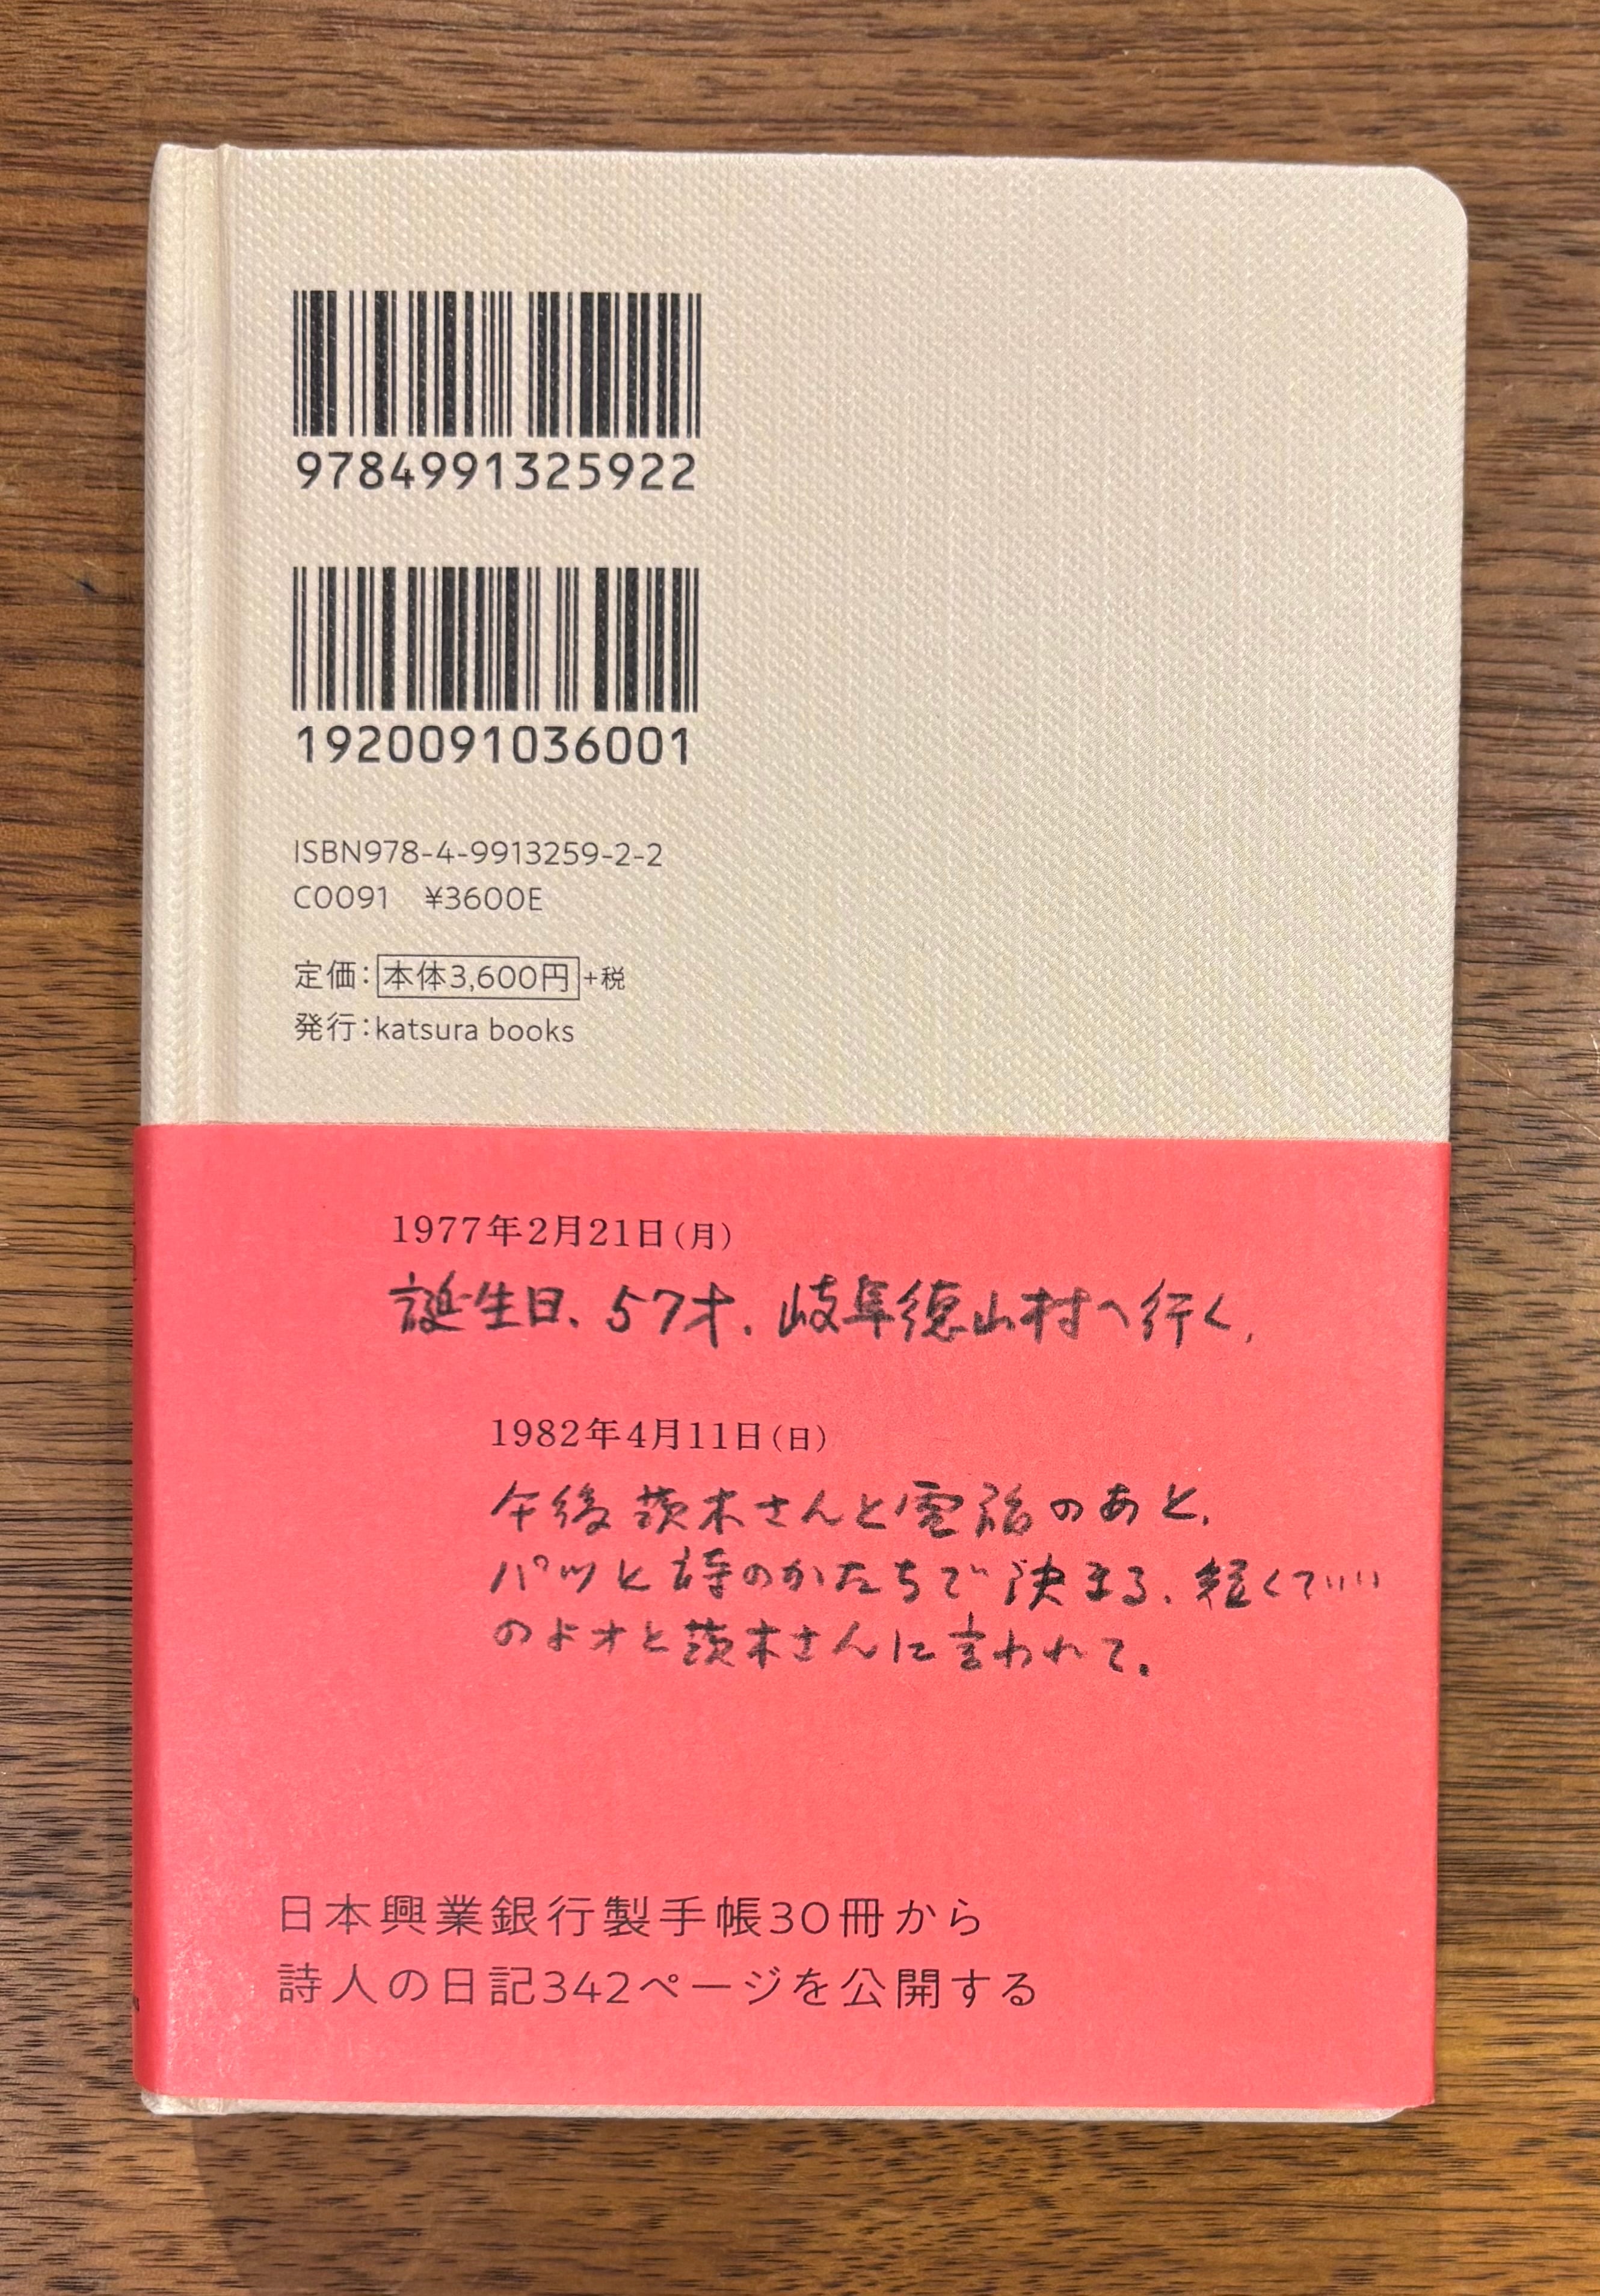 9784991325922
1920091036001
ISBN978-4-9913259-2-2
C0091 ¥3600E
定価：本体3,600円+税
発行：katsura books
1977年2月21日（月）
誕生日、57才。岐阜徳山村へ行く。
1982年4月11日（日）
午後茨木さんと電話のあと、
パッと詩のかたちで決まる。短くていい
のよオと茨木さんに言われて。
日本興業銀行製手帳30冊から
詩人の日記342ページを公開する